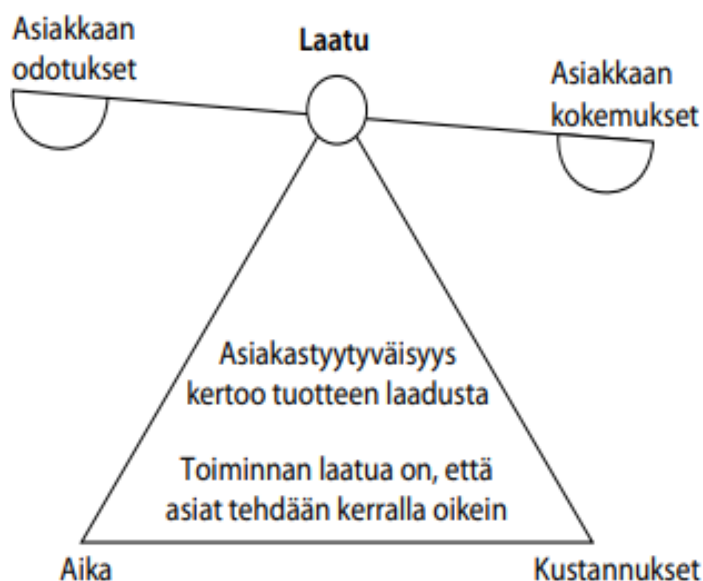 Asiakkaan
odotukset
Laatu
Asiakkaan
kokemukset
Asiakastyytyväisyys
kertoo tuotteen laadusta
Toiminnan laatua on, että
asiat tehdään kerralla oikein
Aika
Kustannukset